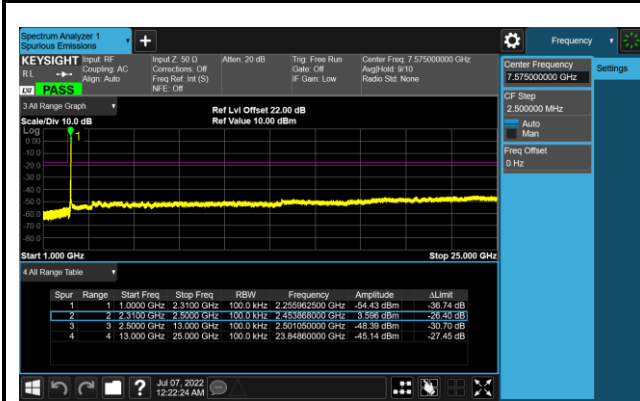 Spectrum Analyzer 1
Spurious Emissions
+
Frequency
KEYSIGHT Input: RF Input Z: 50 Ω Atten: 20 dB Trig: Free Run Center Freq: 7.575000000 GHz
RL Coupling: AC Corrections: Off Gate: Off Avg|Hold: 9/10
Align: Auto Freq Ref: Int (S) IF Gain: Low Radio Std: None
NFE: Off
LXI PASS
Center Frequency
7.575000000 GHz
Settings
CF Step
2.500000 MHz
Auto
Man
Freq Offset
0 Hz
3 All Range Graph
Ref Lvl Offset 22.00 dB
Scale/Div 10.0 dB Ref Value 10.00 dBm
Log
1
0.00
-10.0
-20.0
-30.0
-40.0
-50.0
-60.0
-70.0
-80.0
Start 1.000 GHz Stop 25.000 GHz
4 All Range Table
Spur Range Start Freq Stop Freq RBW Frequency Amplitude ΔLimit
1 1 1.0000 GHz 2.3100 GHz 100.0 kHz 2.255962500 GHz -54.43 dBm -36.74 dB
2 2 2.3100 GHz 2.5000 GHz 100.0 kHz 2.453868000 GHz 3.596 dBm -26.40 dB
3 3 2.5000 GHz 13.000 GHz 100.0 kHz 2.501050000 GHz -48.39 dBm -30.70 dB
4 4 13.000 GHz 25.000 GHz 100.0 kHz 23.84860000 GHz -45.14 dBm -27.45 dB
? Jul 07, 2022
12:22:24 AM